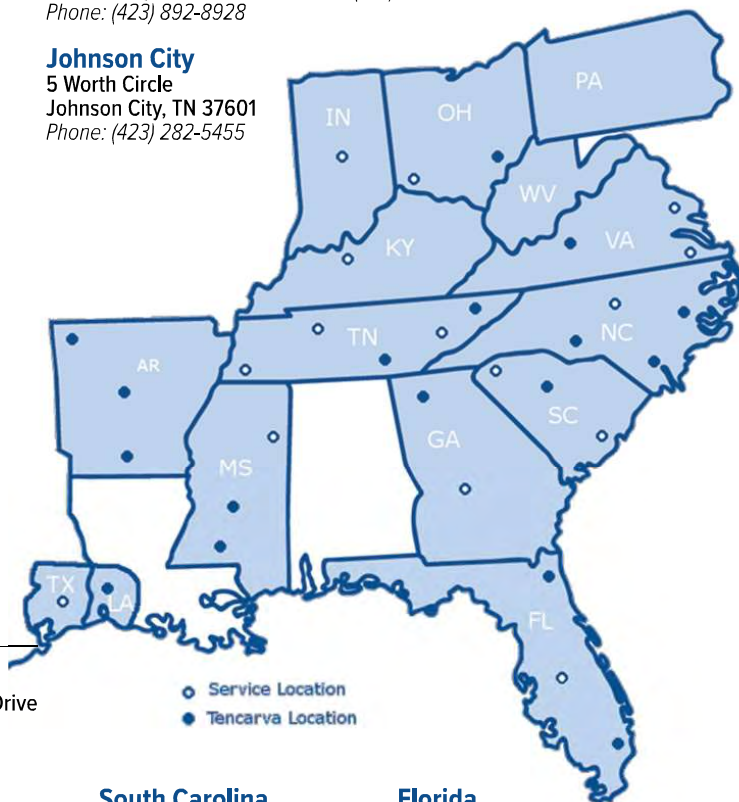 Phone: (423) 892-8928
Johnson City
5 Worth Circle
Johnson City, TN 37601
Phone: (423) 282-5455
PA
IN
OH
WV
KY
VA
TN
NC
AR
SC
GA
MS
TX
LA
FL
Service Location
Tencarva Location
Drive
South Carolina
Florida